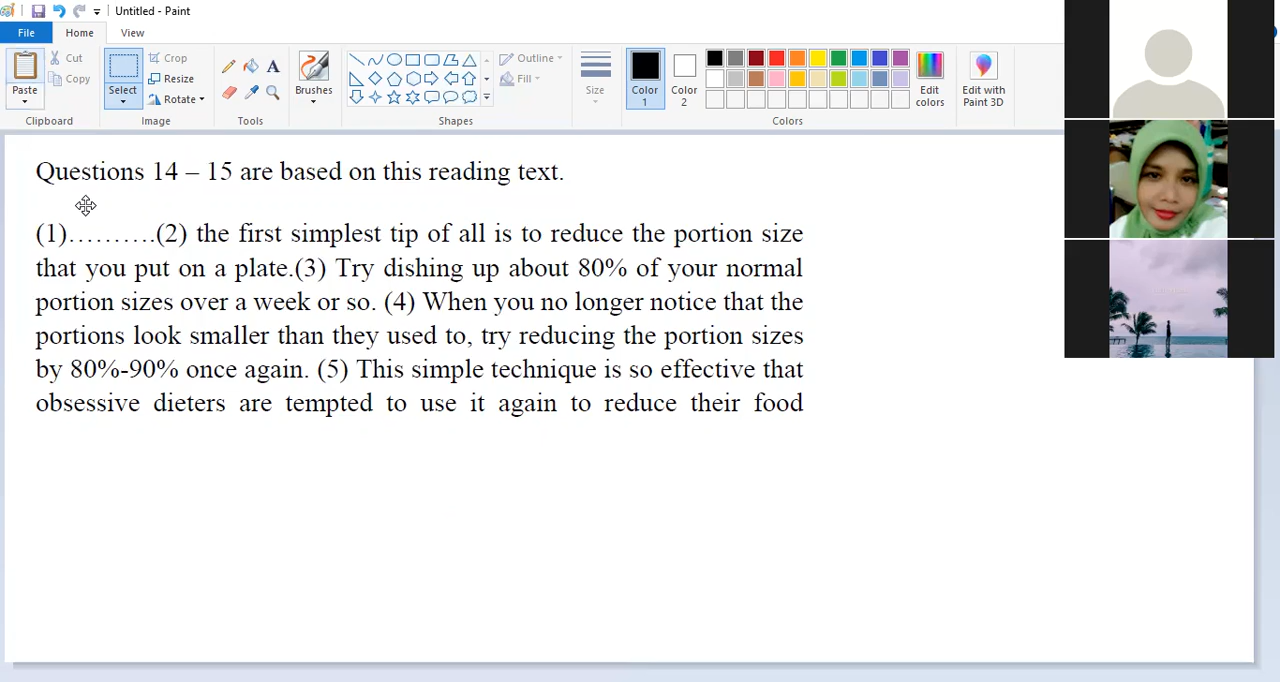 Untitled - Paint
File Home View
Paste
Cut
Copy
Clipboard
Select
Crop
Resize
Rotate
Image
Tools
Brushes
Shapes
Outline
Fill
Size
Color 1
Color 2
Edit colors
Colors
Edit with Paint 3D
Questions 14 – 15 are based on this reading text.
(1)……….(2) the first simplest tip of all is to reduce the portion size
that you put on a plate.(3) Try dishing up about 80% of your normal
portion sizes over a week or so. (4) When you no longer notice that the
portions look smaller than they used to, try reducing the portion sizes
by 80%-90% once again. (5) This simple technique is so effective that
obsessive dieters are tempted to use it again to reduce their food